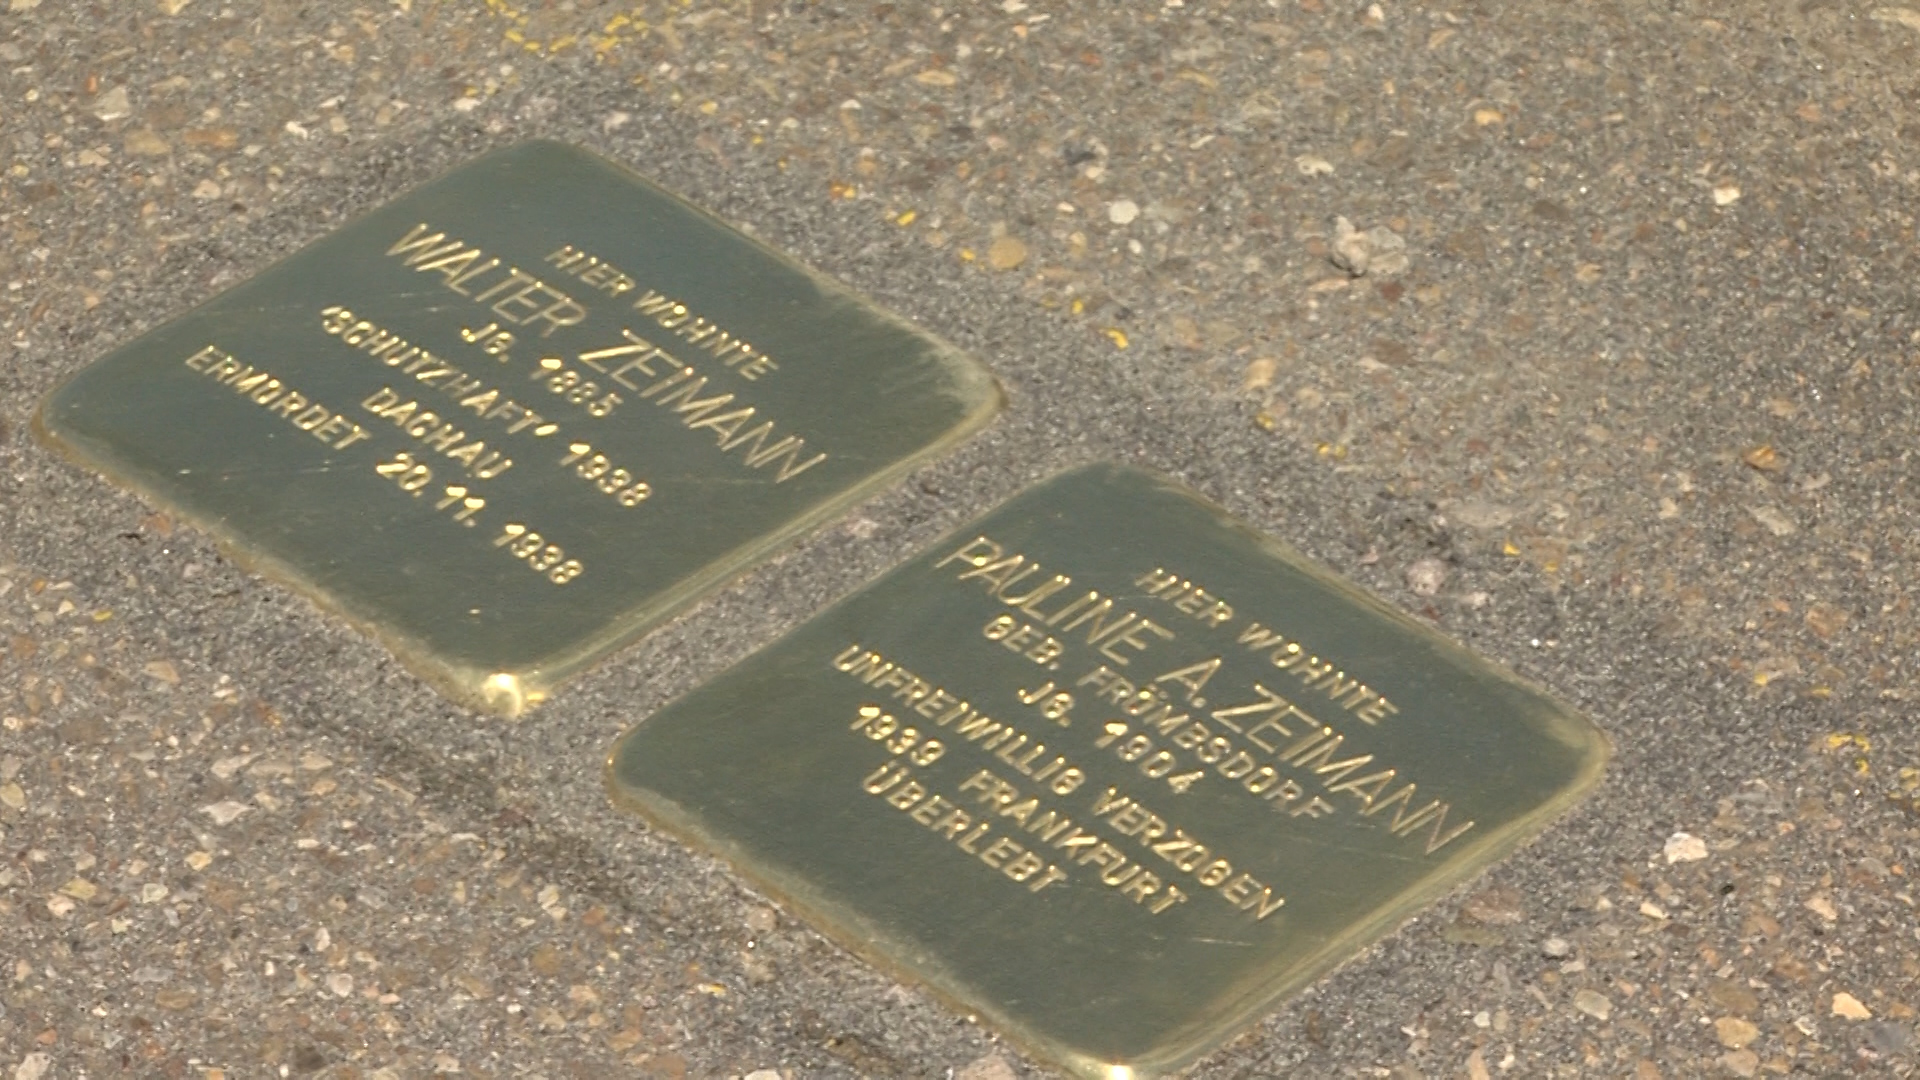 HIER WOHNTE
WALTER ZEIMANN
JG. 1885
'SCHUTZHAFT' 1938
DACHAU
ERMORDET 20.11.1938
HIER WOHNTE
PAULINE A. ZEIMANN
GEB. FRÖMBSDORF
JG. 1904
UNFREIWILLIG VERZOGEN
1939 FRANKFURT
ÜBERLEBT